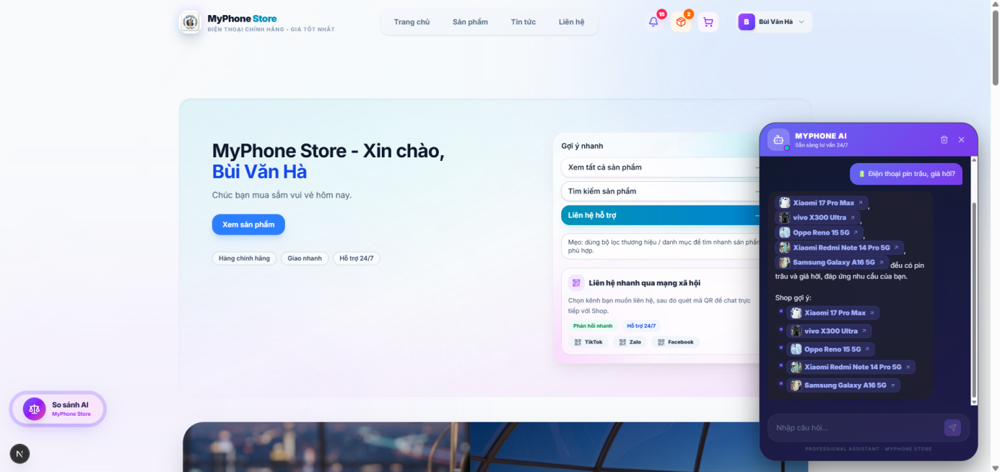 MyPhone Store
ĐIỆN THOẠI CHÍNH HÃNG - GIÁ TỐT NHẤT
Trang chủ
Sản phẩm
Tin tức
Liên hệ
15
2
B
Bùi Văn Hà
MyPhone Store - Xin chào,
Bùi Văn Hà
Chúc bạn mua sắm vui vẻ hôm nay.
Xem sản phẩm
Hàng chính hãng
Giao nhanh
Hỗ trợ 24/7
Gợi ý nhanh
Xem tất cả sản phẩm
Tìm kiếm sản phẩm
Liên hệ hỗ trợ
Mẹo: dùng bộ lọc thương hiệu / danh mục để tìm nhanh sản phẩm
phù hợp.
Liên hệ nhanh qua mạng xã hội
Chọn kênh bạn muốn liên hệ, sau đó quét mã QR để chat trực
tiếp với Shop.
Phản hồi nhanh
Hỗ trợ 24/7
TikTok
Zalo
Facebook
MYPHONE AI
Sẵn sàng tư vấn 24/7
Điện thoại pin trâu, giá hời?
Xiaomi 17 Pro Max ↗,
vivo X300 Ultra ↗,
Oppo Reno 15 5G ↗,
Xiaomi Redmi Note 14 Pro 5G ↗,
Samsung Galaxy A16 5G ↗ đều có pin
trâu và giá hời, đáp ứng nhu cầu của bạn.
Shop gợi ý:
Xiaomi 17 Pro Max ↗
vivo X300 Ultra ↗
Oppo Reno 15 5G ↗
Xiaomi Redmi Note 14 Pro 5G ↗
Samsung Galaxy A16 5G ↗
Nhập câu hỏi...
PROFESSIONAL ASSISTANT · MYPHONE STORE
So sánh AI
MyPhone Store
N